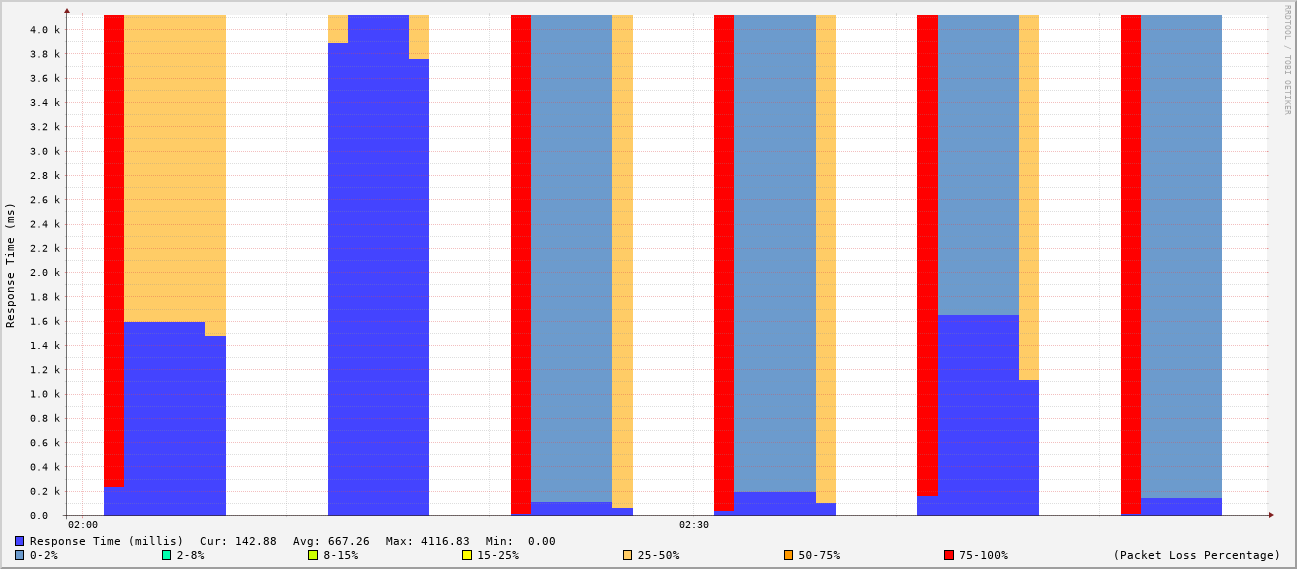 RRDTOOL / TOBI OETIKER
Response Time (ms)
4.0 k
3.8 k
3.6 k
3.4 k
3.2 k
3.0 k
2.8 k
2.6 k
2.4 k
2.2 k
2.0 k
1.8 k
1.6 k
1.4 k
1.2 k
1.0 k
0.8 k
0.6 k
0.4 k
0.2 k
0.0
02:00 02:30
Response Time (millis) Cur: 142.88 Avg: 667.26 Max: 4116.83 Min: 0.00
0-2% 2-8% 8-15% 15-25% 25-50% 50-75% 75-100% (Packet Loss Percentage)